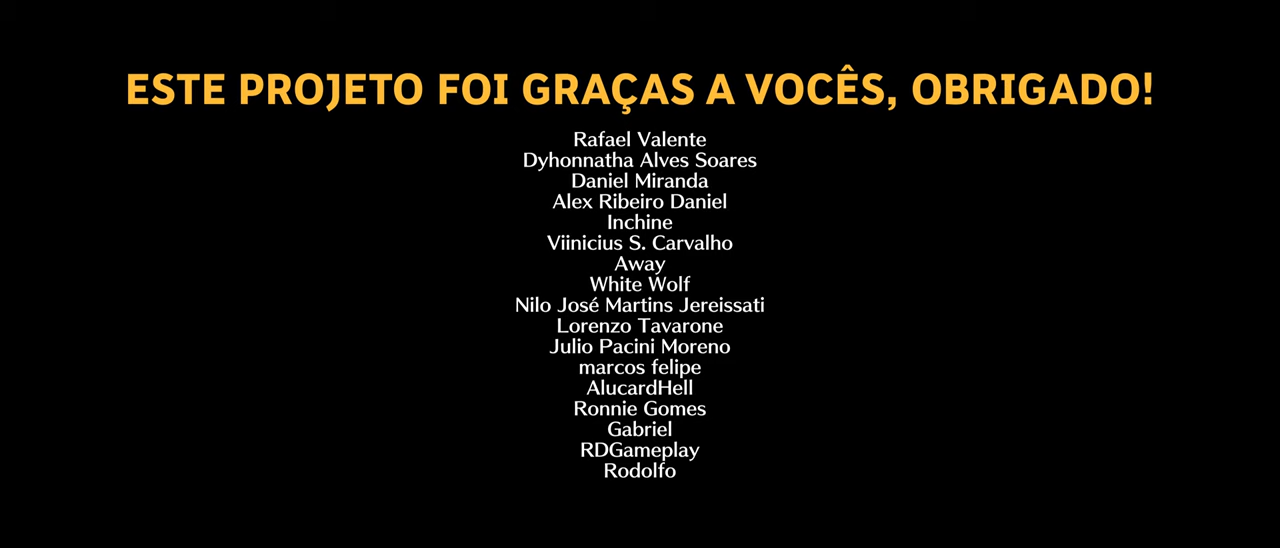 ESTE PROJETO FOI GRAÇAS A VOCÊS, OBRIGADO!
Rafael Valente
Dyhonnatha Alves Soares
Daniel Miranda
Alex Ribeiro Daniel
Inchine
Viinicius S. Carvalho
Away
White Wolf
Nilo José Martins Jereissati
Lorenzo Tavarone
Julio Pacini Moreno
marcos felipe
AlucardHell
Ronnie Gomes
Gabriel
RDGameplay
Rodolfo